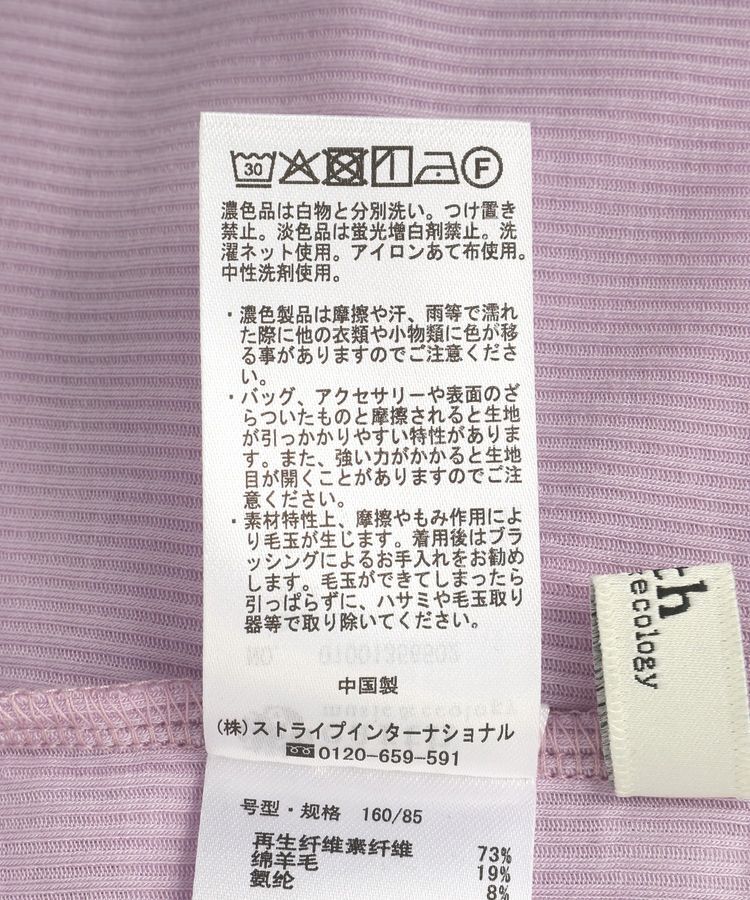 30 F
濃色品は白物と分別洗い。つけ置き
禁止。淡色品は蛍光増白剤禁止。洗
濯ネット使用。アイロンあて布使用。
中性洗剤使用。
・濃色製品は摩擦や汗、雨等で濡れ
た際に他の衣類や小物類に色が移
る事がありますのでご注意くださ
い。
・バッグ、アクセサリーや表面のざ
らついたものと摩擦されると生地
が引っかかりやすい特性がありま
す。また、強い力がかかると生地
目が開くことがありますのでご注
意ください。
・素材特性上、摩擦やもみ作用によ
り毛玉が生じます。着用後はブラ
ッシングによるお手入れをお勧め
します。毛玉ができてしまったら
引っぱらずに、ハサミや毛玉取り
器等で取り除いてください。
中国製
(株)ストライプインターナショナル
0120-659-591
号型・规格 160/85
再生纤维素纤维 73%
绵羊毛 19%
氨纶 8%
th
ecology